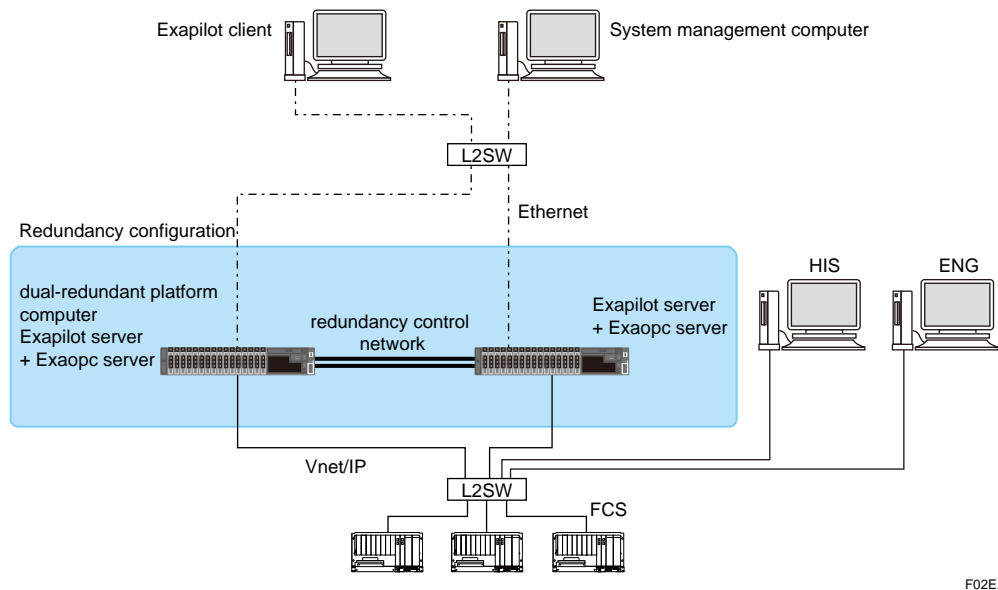 Exapilot client
System management computer
L2SW
Ethernet
Redundancy configuration
HIS
ENG
dual-redundant platform
computer
Exapilot server
+ Exaopc server
redundancy control
network
Exapilot server
+ Exaopc server
Vnet/IP
L2SW
FCS
F02E